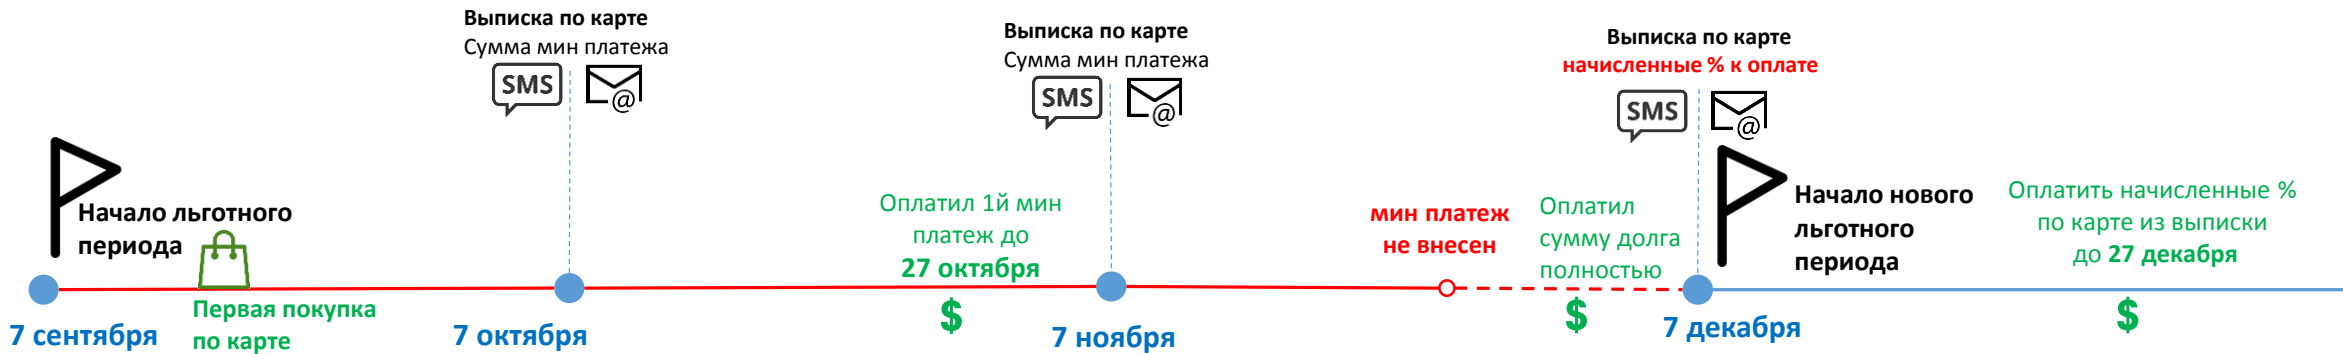 Выписка по карте
Сумма мин платежа
SMS
@
Выписка по карте
Сумма мин платежа
SMS
@
Выписка по карте
начисленные % к оплате
SMS
@
Начало льготного
периода
Первая покупка
по карте
Оплатил 1й мин
платеж до
27 октября
$
мин платеж
не внесен
Оплатил
сумму долга
полностью
$
Начало нового
льготного
периода
Оплатить начисленные %
по карте из выписки
до 27 декабря
$
7 сентября
7 октября
7 ноября
7 декабря